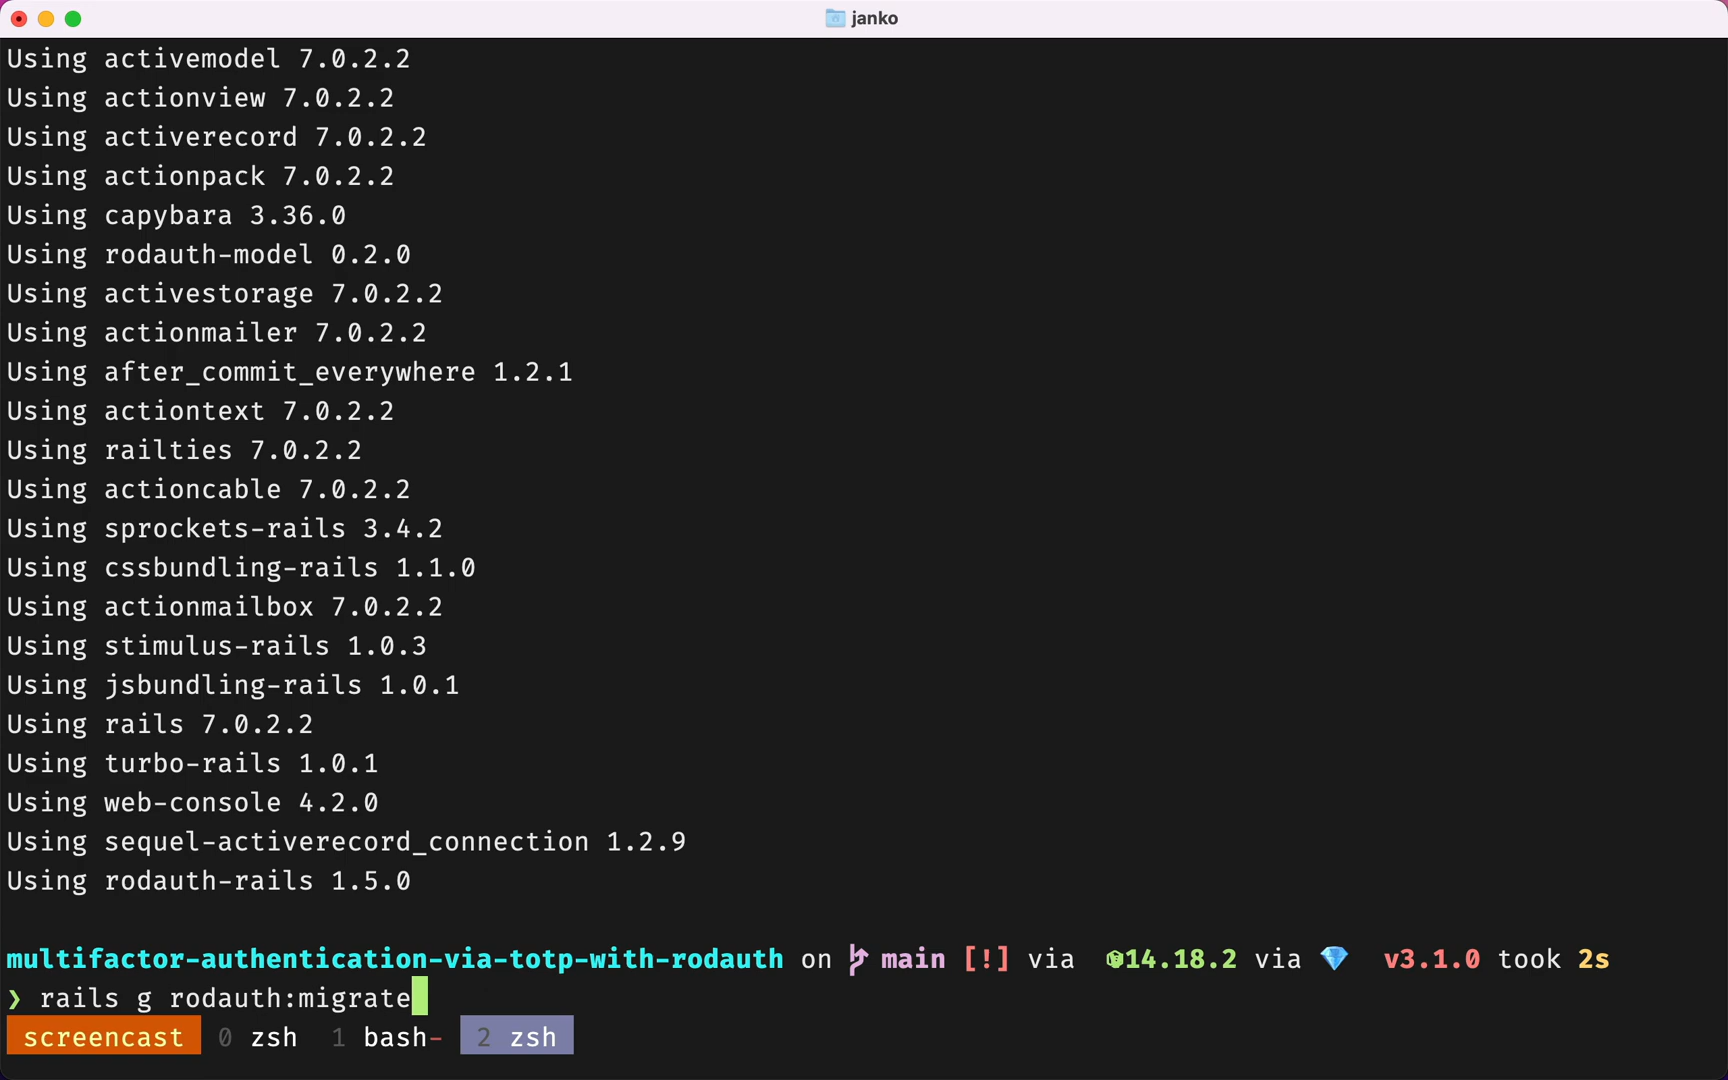 janko
Using activemodel 7.0.2.2
Using actionview 7.0.2.2
Using activerecord 7.0.2.2
Using actionpack 7.0.2.2
Using capybara 3.36.0
Using rodauth-model 0.2.0
Using activestorage 7.0.2.2
Using actionmailer 7.0.2.2
Using after_commit_everywhere 1.2.1
Using actiontext 7.0.2.2
Using railties 7.0.2.2
Using actioncable 7.0.2.2
Using sprockets-rails 3.4.2
Using cssbundling-rails 1.1.0
Using actionmailbox 7.0.2.2
Using stimulus-rails 1.0.3
Using jsbundling-rails 1.0.1
Using rails 7.0.2.2
Using turbo-rails 1.0.1
Using web-console 4.2.0
Using sequel-activerecord_connection 1.2.9
Using rodauth-rails 1.5.0
multifactor-authentication-via-totp-with-rodauth on main [!] via 14.18.2 via 💎 v3.1.0 took 2s
❯ rails g rodauth:migrate
screencast 0 zsh 1 bash- 2 zsh